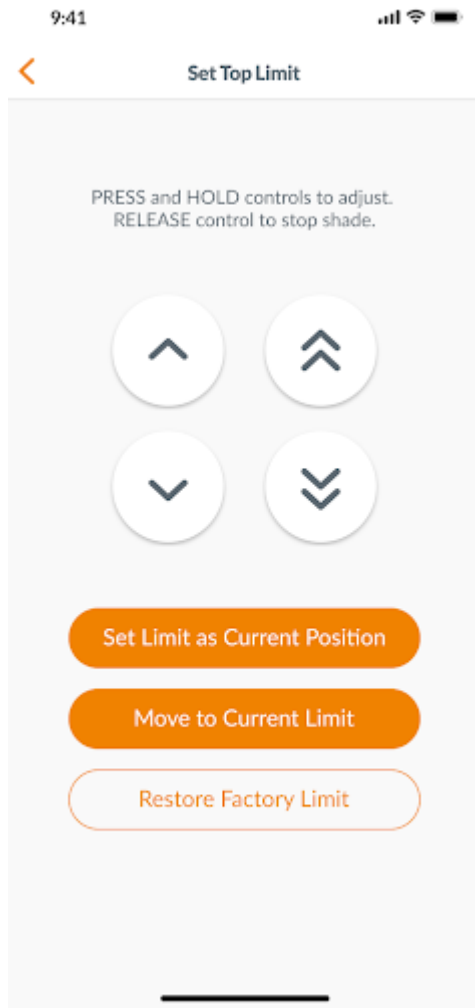 9:41
Set Top Limit
PRESS and HOLD controls to adjust.
RELEASE control to stop shade.
Set Limit as Current Position
Move to Current Limit
Restore Factory Limit